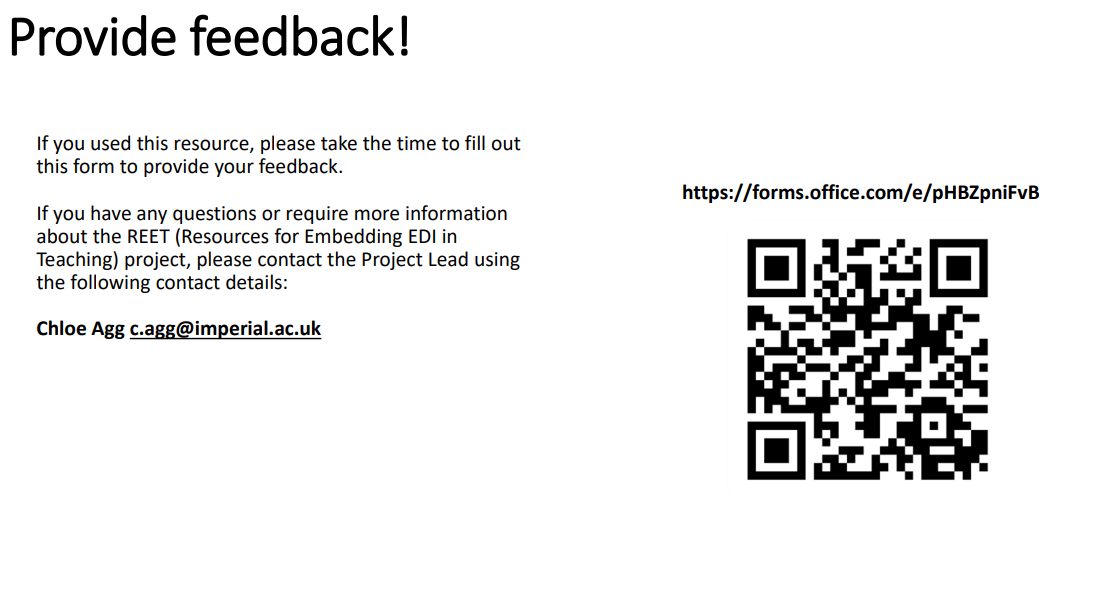 Provide feedback!
If you used this resource, please take the time to fill out
this form to provide your feedback.
If you have any questions or require more information
about the REET (Resources for Embedding EDI in
Teaching) project, please contact the Project Lead using
the following contact details:
Chloe Agg c.agg@imperial.ac.uk
https://forms.office.com/e/pHBZpniFvB